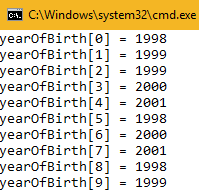 C:\Windows\system32\cmd.exe
yearOfBirth[0] = 1998
yearOfBirth[1] = 1999
yearOfBirth[2] = 1999
yearOfBirth[3] = 2000
yearOfBirth[4] = 2001
yearOfBirth[5] = 1998
yearOfBirth[6] = 2000
yearOfBirth[7] = 2001
yearOfBirth[8] = 1998
yearOfBirth[9] = 1999